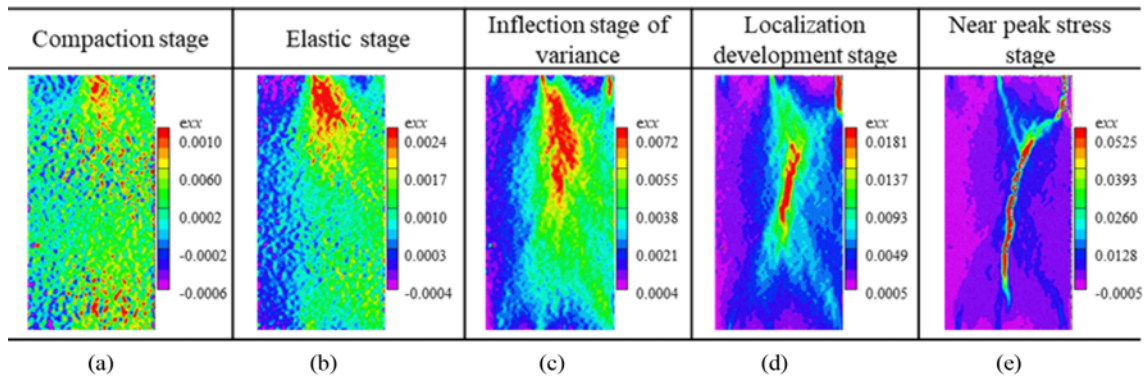 Compaction stage
Elastic stage
Inflection stage of
variance
Localization
development stage
Near peak stress
stage
exx
0.0010
0.0060
0.0002
-0.0002
-0.0006
exx
0.0024
0.0017
0.0010
0.0003
-0.0004
exx
0.0072
0.0055
0.0038
0.0021
0.0004
exx
0.0181
0.0137
0.0093
0.0049
0.0005
exx
0.0525
0.0393
0.0260
0.0128
-0.0005
(a)
(b)
(c)
(d)
(e)